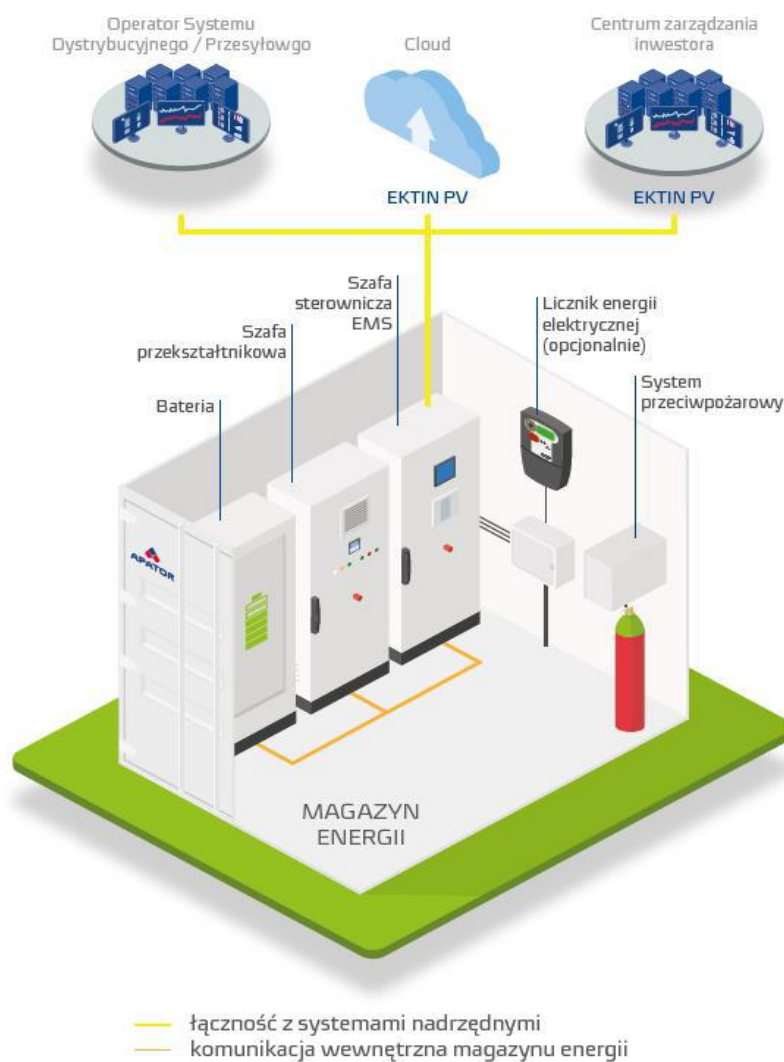 Operator Systemu
Dystrybucyjnego / Przesyłowgo
Cloud
Centrum zarządzania
inwestora
EKTIN PV
EKTIN PV
Szafa
sterownicza
EMS
Licznik energii
elektrycznej
(opcjonalnie)
Szafa
przekształtnikowa
System
przeciwpożarowy
Bateria
APATOR
MAGAZYN
ENERGII
łączność z systemami nadrzędnymi
komunikacja wewnętrzna magazynu energii